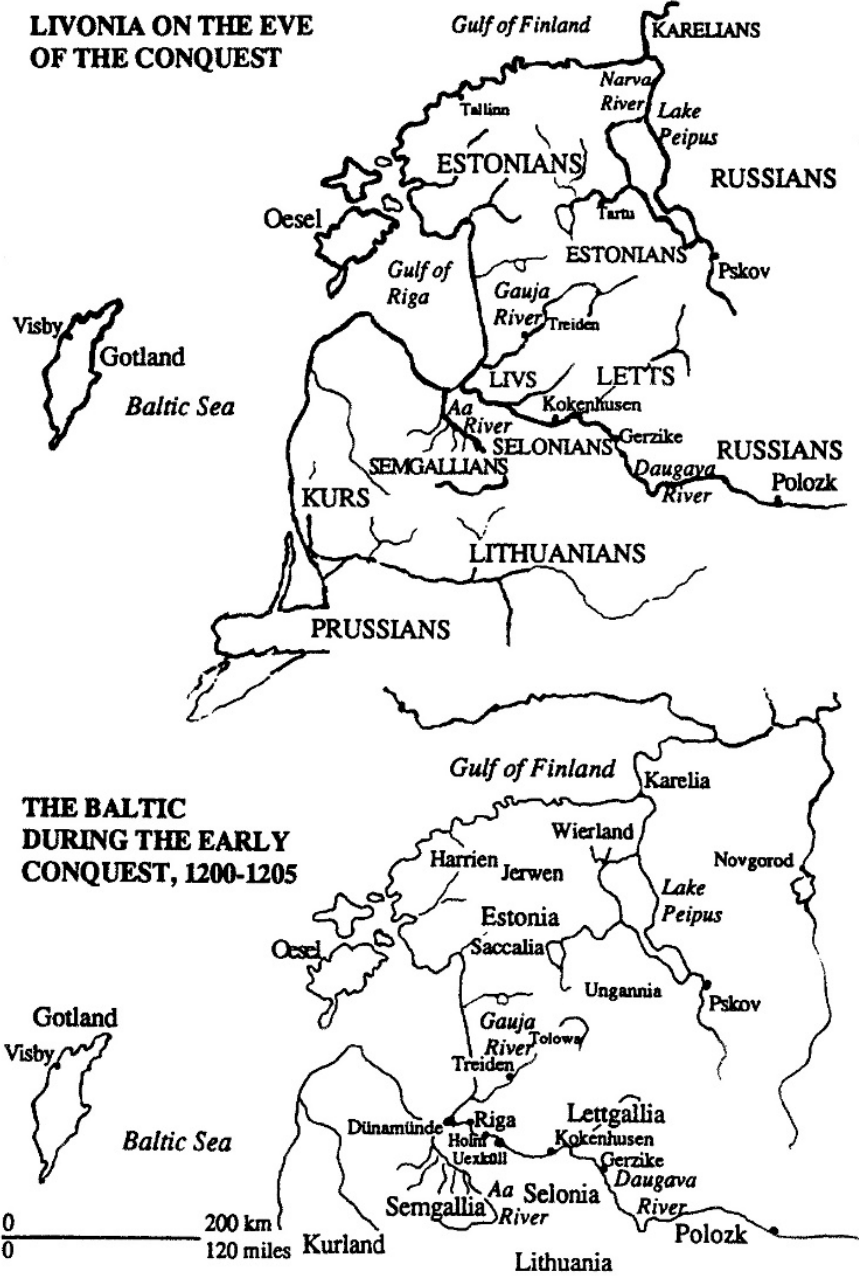 LIVONIA ON THE EVE
OF THE CONQUEST
Gulf of Finland
KARELIANS
Narva
River
Lake
Peipus
Tallinn
ESTONIANS
RUSSIANS
Oesel
Tartu
ESTONIANS
Pskov
Gulf of
Riga
Gauja
River
Treiden
Visby
Gotland
Baltic Sea
LIVS
LETTS
Aa
River
Kokenhusen
SELONIANS
Gerzike
RUSSIANS
SEMGALLIANS
Daugava
River
Polozk
KURS
LITHUANIANS
PRUSSIANS
Gulf of Finland
Karelia
THE BALTIC
DURING THE EARLY
CONQUEST, 1200-1205
Wierland
Harrien
Jerwen
Novgorod
Lake
Peipus
Estonia
Oesel
Saccalia
Ungannia
Pskov
Gotland
Visby
Gauja
River
Tolowa
Treiden
Dünamünde
Riga
Lettgallia
Baltic Sea
Holm
Kokenhusen
Uexküll
Gerzike
Daugava
River
Aa
River
Selonia
Semgallia
0 200 km
0 120 miles
Kurland
Polozk
Lithuania